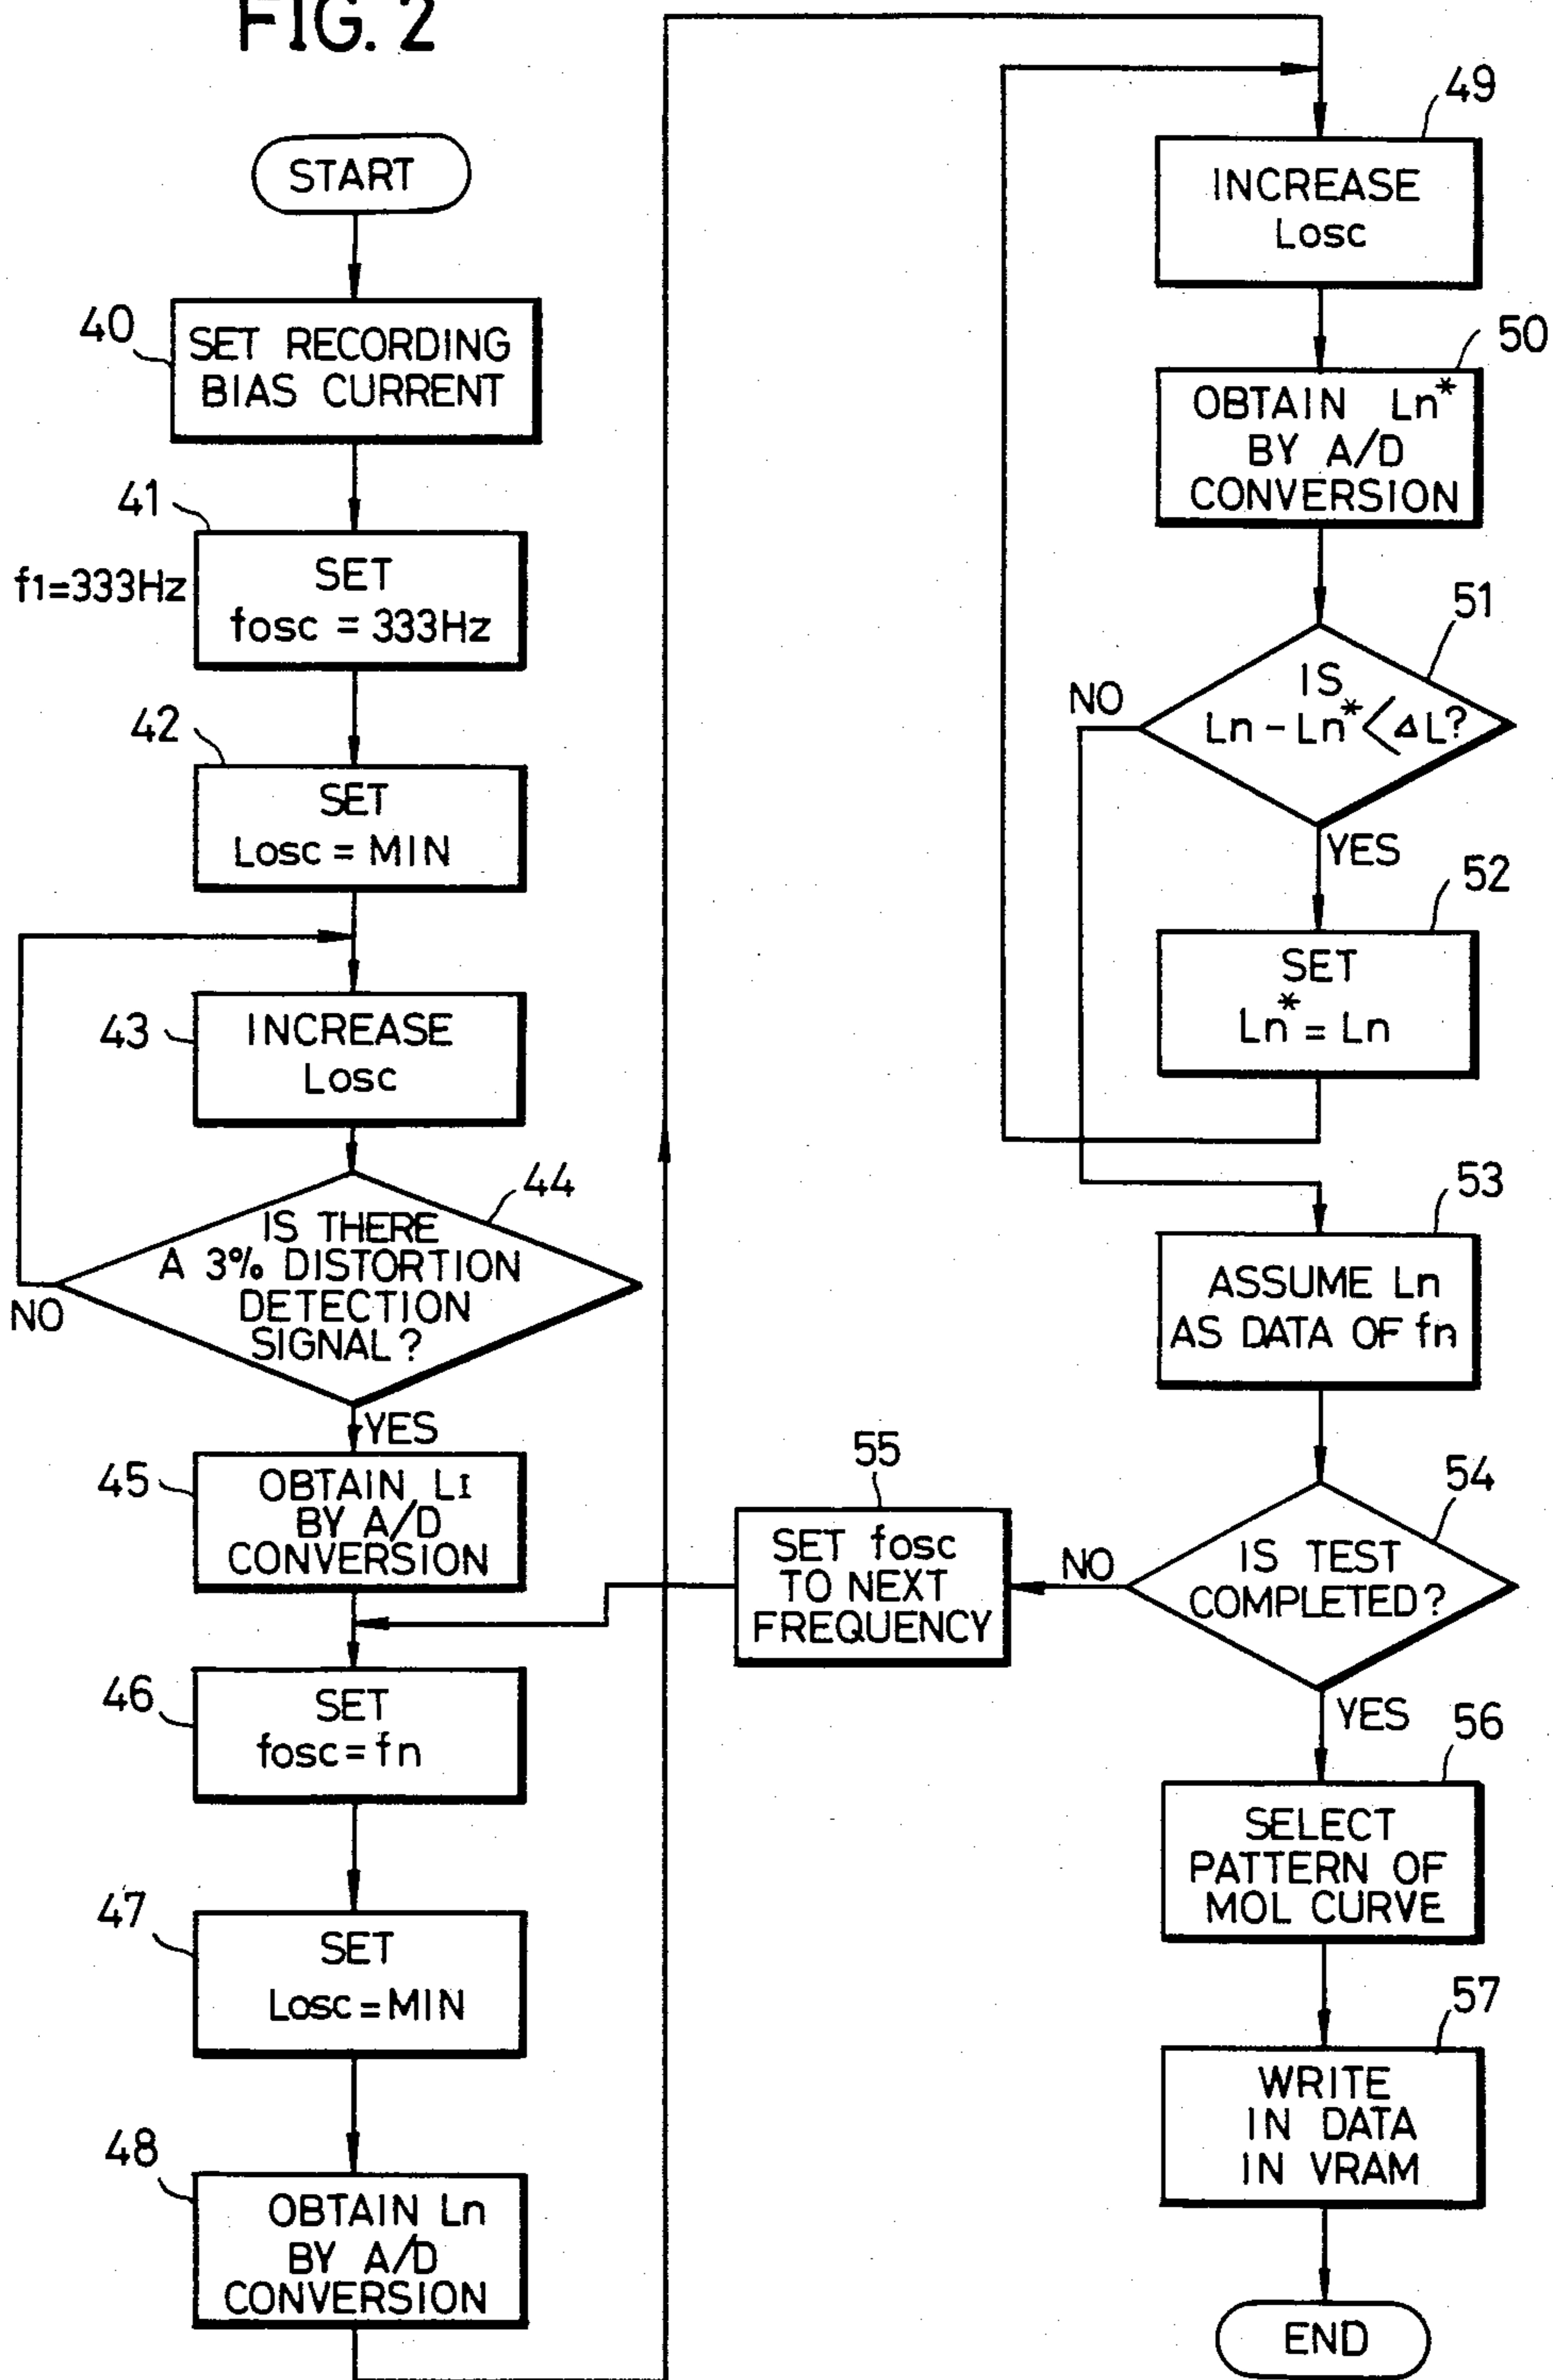 FIG. 2
START
40
SET RECORDING
BIAS CURRENT
41
f1=333Hz
SET
fosc = 333Hz
42
SET
Losc = MIN
43
INCREASE
Losc
44
IS THERE
A 3% DISTORTION
DETECTION
SIGNAL?
NO
YES
45
OBTAIN L1
BY A/D
CONVERSION
46
SET
fosc = fn
47
SET
Losc = MIN
48
OBTAIN Ln
BY A/D
CONVERSION
49
INCREASE
Losc
50
OBTAIN Ln*
BY A/D
CONVERSION
51
IS
Ln - Ln* < ΔL?
NO
YES
52
SET
Ln* = Ln
53
ASSUME Ln
AS DATA OF fn
54
IS TEST
COMPLETED?
NO
55
SET fosc
TO NEXT
FREQUENCY
YES
56
SELECT
PATTERN OF
MOL CURVE
57
WRITE
IN DATA
IN VRAM
END